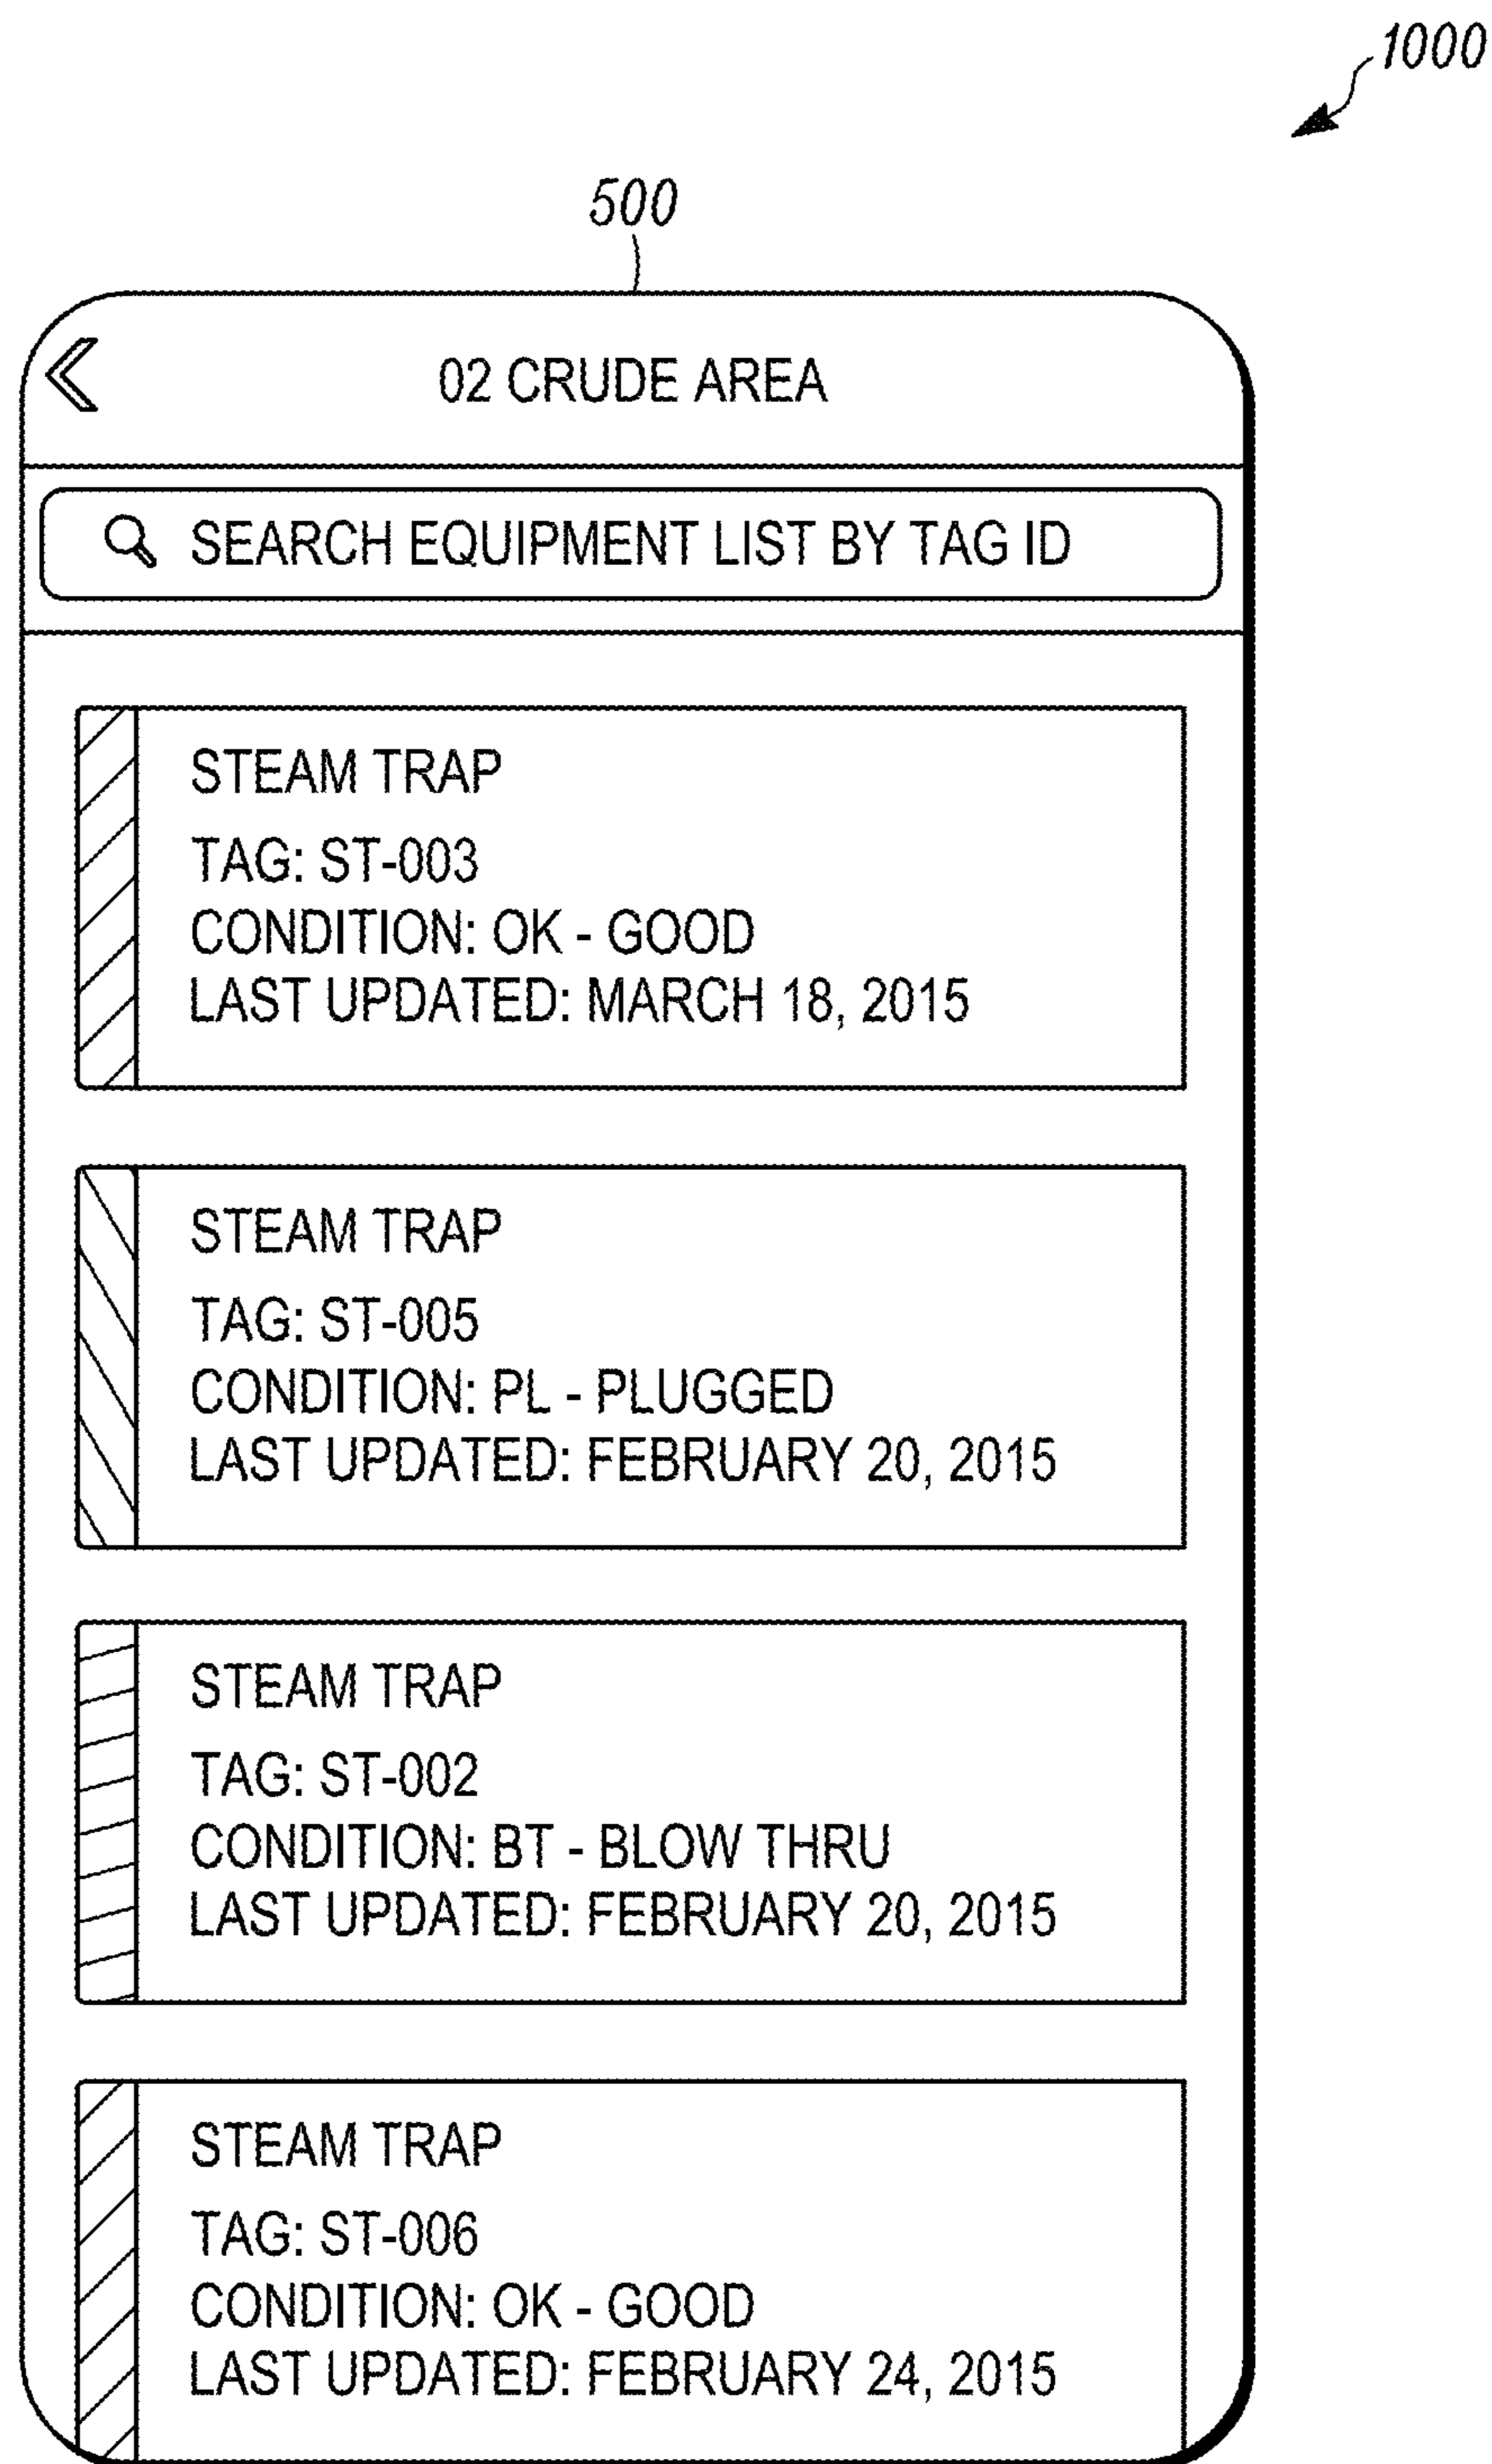 1000
500
02 CRUDE AREA
SEARCH EQUIPMENT LIST BY TAG ID
STEAM TRAP
TAG: ST-003
CONDITION: OK - GOOD
LAST UPDATED: MARCH 18, 2015
STEAM TRAP
TAG: ST-005
CONDITION: PL - PLUGGED
LAST UPDATED: FEBRUARY 20, 2015
STEAM TRAP
TAG: ST-002
CONDITION: BT - BLOW THRU
LAST UPDATED: FEBRUARY 20, 2015
STEAM TRAP
TAG: ST-006
CONDITION: OK - GOOD
LAST UPDATED: FEBRUARY 24, 2015